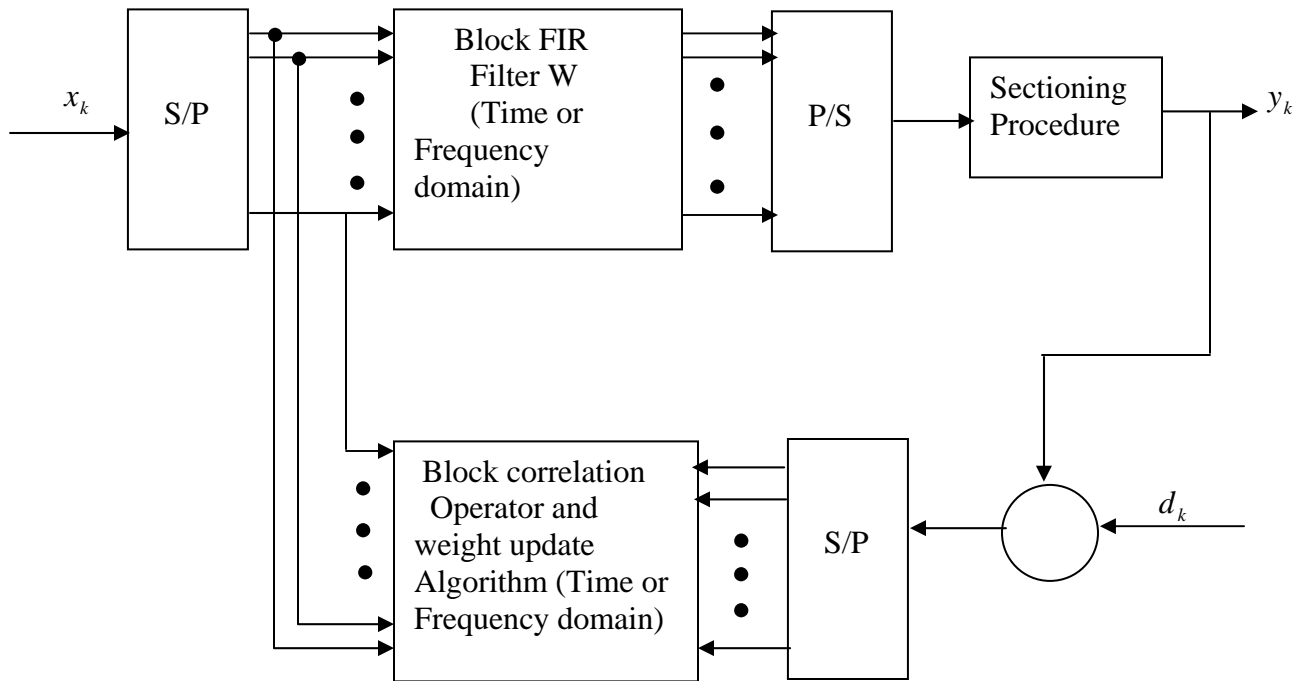 x_k
S/P
Block FIR
Filter W
(Time or
Frequency
domain)
P/S
Sectioning
Procedure
y_k
Block correlation
Operator and
weight update
Algorithm (Time or
Frequency domain)
S/P
d_k